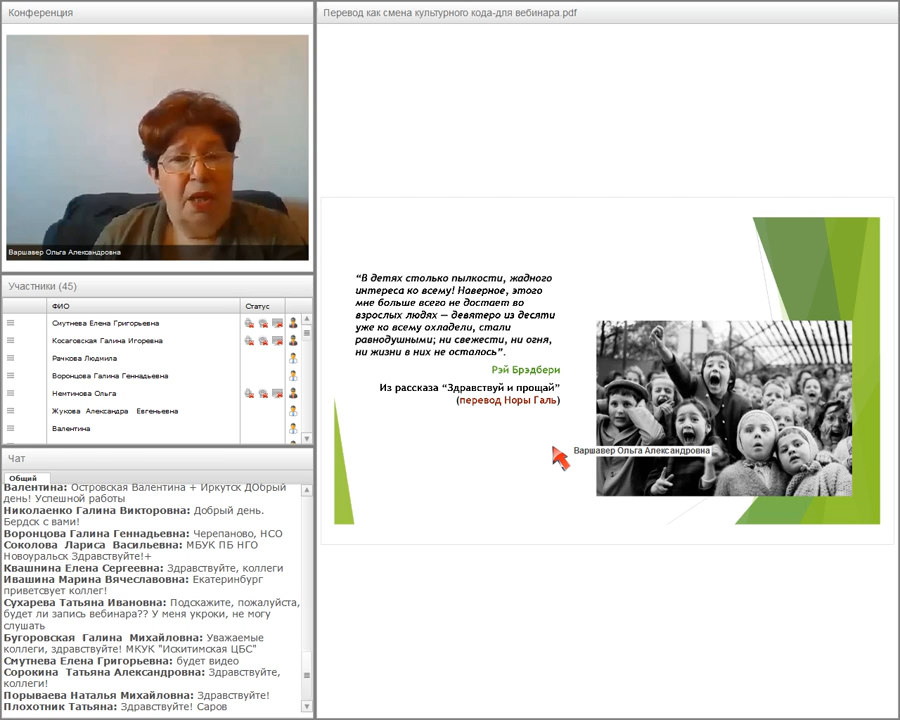 Конференция
Варшавер Ольга Александровна
Участники (45)
ФИО
Статус
Смутнева Елена Григорьевна
Косаговская Галина Игоревна
Рачкова Людмила
Воронцова Галина Геннадьевна
Немтинова Ольга
Жукова Александра Евгеньевна
Валентина
Чат
Общий
Валентина: Островская Валентина + Иркутск ДОбрый
день! Успешной работы
Николаенко Галина Викторовна: Добрый день.
Бердск с вами!
Воронцова Галина Геннадьевна: Черепаново, НСО
Соколова Лариса Васильевна: МБУК ПБ НГО
Новоуральск Здравствуйте!+
Квашнина Елена Сергеевна: Здравствуйте, коллеги
Ивашина Марина Вячеславовна: Екатеринбург
приветсвует коллег!
Сухарева Татьяна Ивановна: Подскажите, пожалуйста,
будет ли запись вебинара?? У меня укроки, не могу
слушать
Бугоровская Галина Михайловна: Уважаемые
коллеги, здравствуйте! МКУК "Искитимская ЦБС"
Смутнева Елена Григорьевна: будет видео
Сорокина Татьяна Александровна: Здравствуйте,
коллеги!
Порываева Наталья Михайловна: Здравствуйте!
Плохотник Татьяна: Здравствуйте! Саров
Перевод как смена культурного кода-для вебинара.pdf
“В детях столько пылкости, жадного
интереса ко всему! Наверное, этого
мне больше всего не достает во
взрослых людях — девятеро из десяти
уже ко всему охладели, стали
равнодушными; ни свежести, ни огня,
ни жизни в них не осталось”.
Рэй Брэдбери
Из рассказа “Здравствуй и прощай”
(перевод Норы Галь)
Варшавер Ольга Александровна